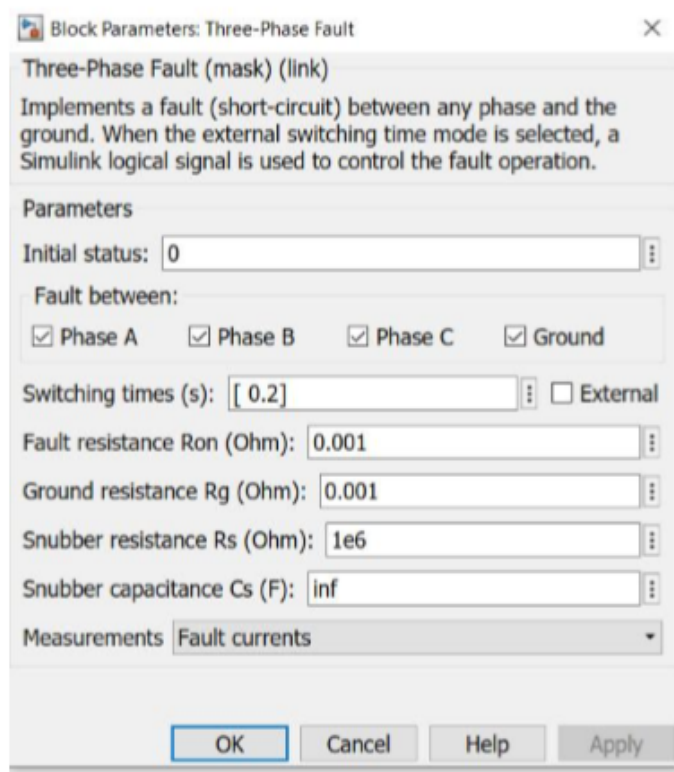 Block Parameters: Three-Phase Fault
Three-Phase Fault (mask) (link)
Implements a fault (short-circuit) between any phase and the
ground. When the external switching time mode is selected, a
Simulink logical signal is used to control the fault operation.
Parameters
Initial status: 0
Fault between:
Phase A Phase B Phase C Ground
Switching times (s): [ 0.2] External
Fault resistance Ron (Ohm): 0.001
Ground resistance Rg (Ohm): 0.001
Snubber resistance Rs (Ohm): 1e6
Snubber capacitance Cs (F): inf
Measurements Fault currents
OK Cancel Help Apply